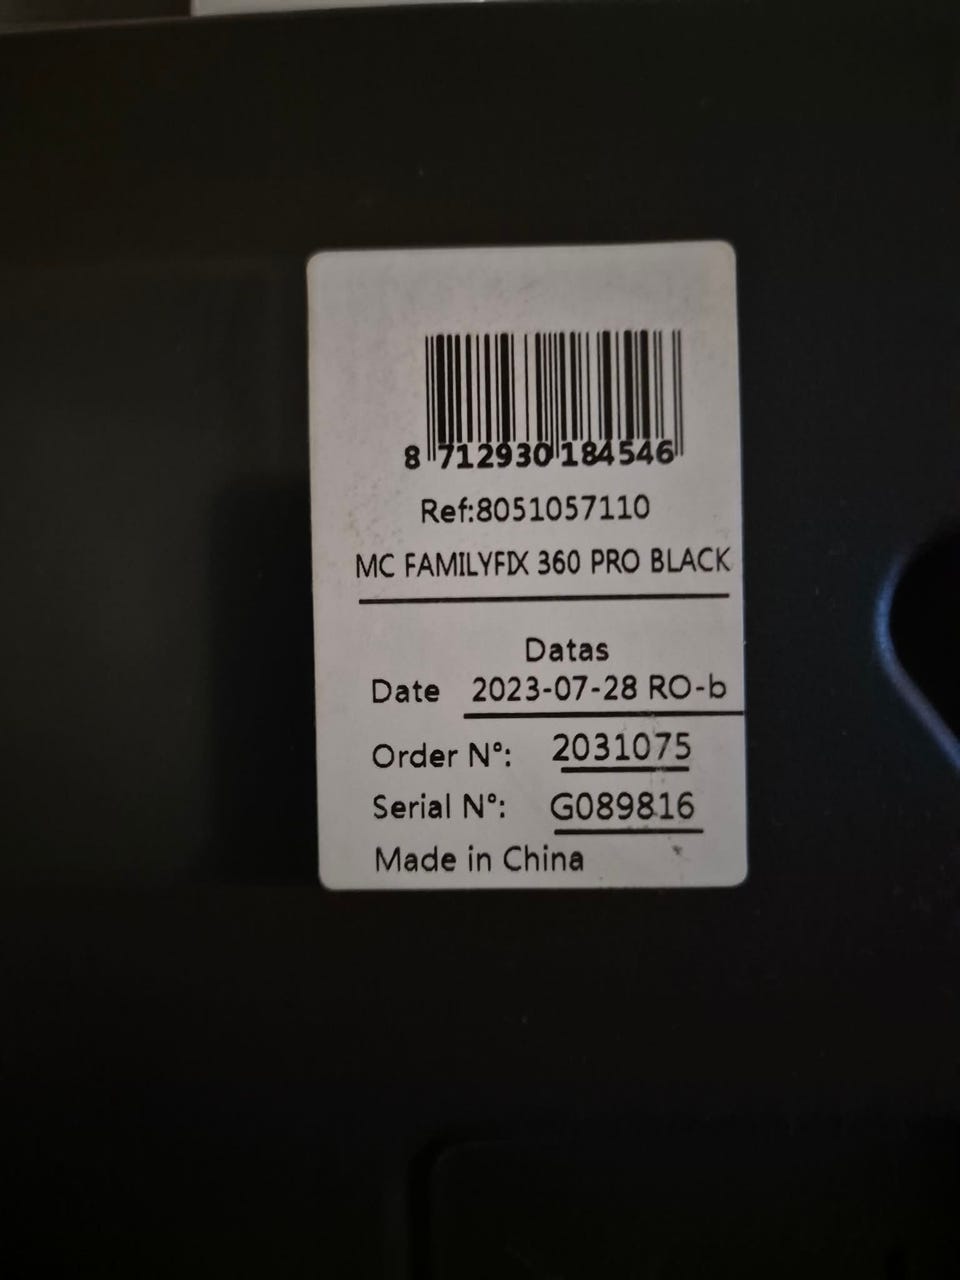 8 712930 184546
Ref:8051057110
MC FAMILYFIX 360 PRO BLACK
Datas
Date 2023-07-28 RO-b
Order N°: 2031075
Serial N°: G089816
Made in China